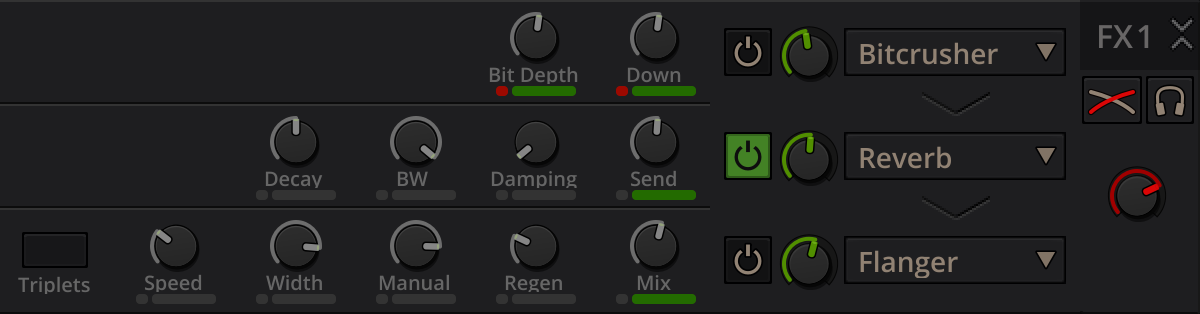 Bit Depth Down Bitcrusher FX1
Decay BW Damping Send Reverb
Triplets Speed Width Manual Regen Mix Flanger